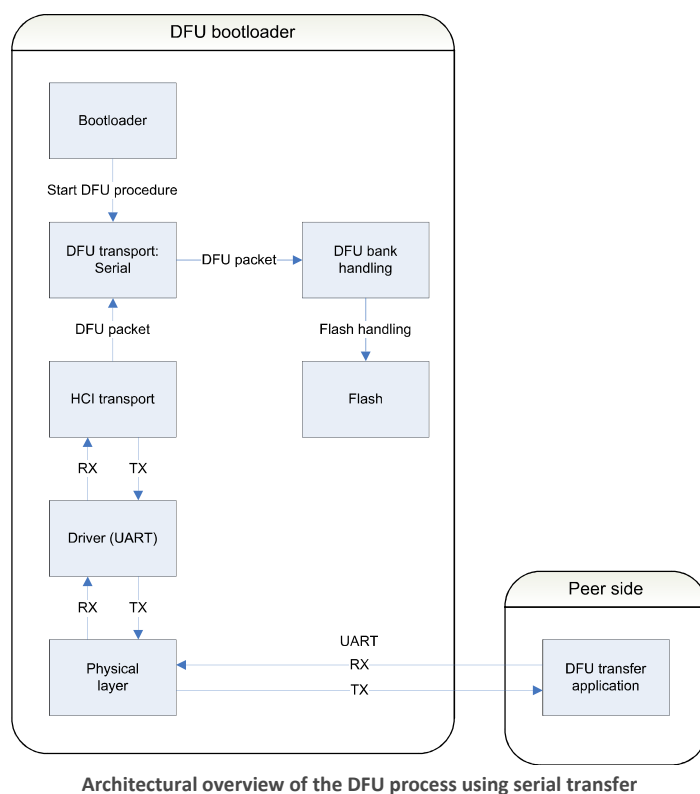 DFU bootloader
Bootloader
Start DFU procedure
DFU transport:
Serial
DFU packet
DFU bank
handling
DFU packet
Flash handling
HCI transport
Flash
RX
TX
Driver (UART)
RX
TX
Physical
layer
UART
RX
TX
Peer side
DFU transfer
application
Architectural overview of the DFU process using serial transfer